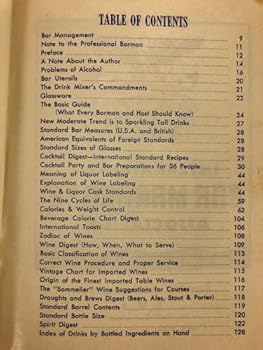 TABLE OF CONTENTS
Bar Management 9
Note to the Professional Barman 11
Preface 12
A Note About the Author 14
Problems of Alcohol 16
Bar Utensils 20
The Drink Mixer's Commandments 21
Glassware 22
The Basic Guide
(What Every Barman and Host Should Know) 24
New Moderate Trend is to Sparkling Tall Drinks 27
Standard Bar Measures (U.S.A. and British) 28
American Equivalents of Foreign Standards 28
Standard Sizes of Glasses 28
Cocktail Digest—International Standard Recipes 29
Cocktail Party and Bar Preparations for 36 People 30
Meaning of Liquor Labeling 44
Explanation of Wine Labeling 44
Wine & Liquor Cask Standards 44
The Nine Cycles of Life 59
Calories & Weight Control 62
Beverage Calorie Chart Digest 104
International Toasts 106
Zodiac of Wines 108
Wine Digest (How, When, What to Serve) 109
Basic Classification of Wines 113
Correct Wine Procedure and Proper Service 114
Vintage Chart for Imported Wines 115
Origin of the Finest Imported Table Wines 116
The "Sommelier" Wine Suggestions for Courses 117
Draughts and Brews Digest (Beers, Ales, Stout & Porter) 118
Standard Barrel Contents 119
Standard Bottle Size 120
Spirit Digest 122
Index of Drinks by Bottled Ingredients on Hand 128